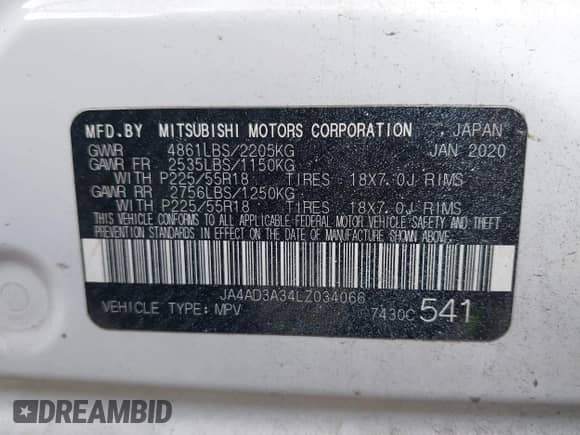 MFD.BY MITSUBISHI MOTORS CORPORATION JAPAN
GVWR 4861LBS/2205KG JAN 2020
GAWR FR 2535LBS/1150KG
WITH P225/55R18 TIRES 18X7.0J RIMS
GAWR RR 2756LBS/1250KG
WITH P225/55R18 TIRES 18X7.0J RIMS
THIS VEHICLE CONFORMS TO ALL APPLICABLE FEDERAL MOTOR VEHICLE SAFETY AND THEFT
PREVENTION STANDARDS IN EFFECT ON THE DATE OF MANUFACTURE SHOWN ABOVE.
JA4AD3A34LZ034066
VEHICLE TYPE:MPV 7430C 541
DREAMBID